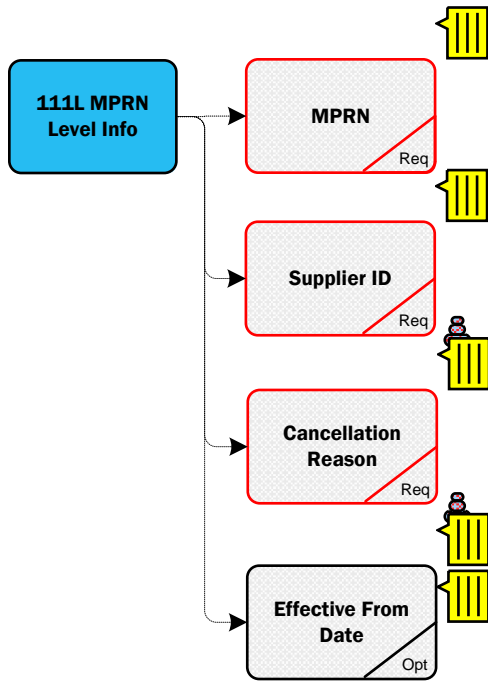 111L MPRN
Level Info
MPRN
Req
Supplier ID
Req
Cancellation
Reason
Req
Effective From
Date
Opt